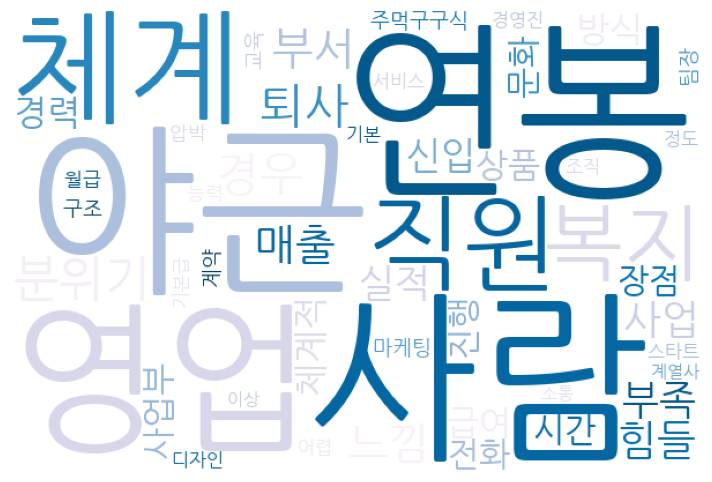 체계
연봉
주먹구구식
경영진
방식
교육
부서
문화
팀장
서비스
경력
퇴사
압박
기본
신입
상품
정도
조직
야근
월급
구조
경우
능력
직원
복지
매출
계약
기본급
분위기
실적
장점
영업
사람
체계적
진행
사업
마케팅
스타트
계열사
사업부
이상
소통
부족
시간
힘들
느낌
급여
전화
디자인
어렵